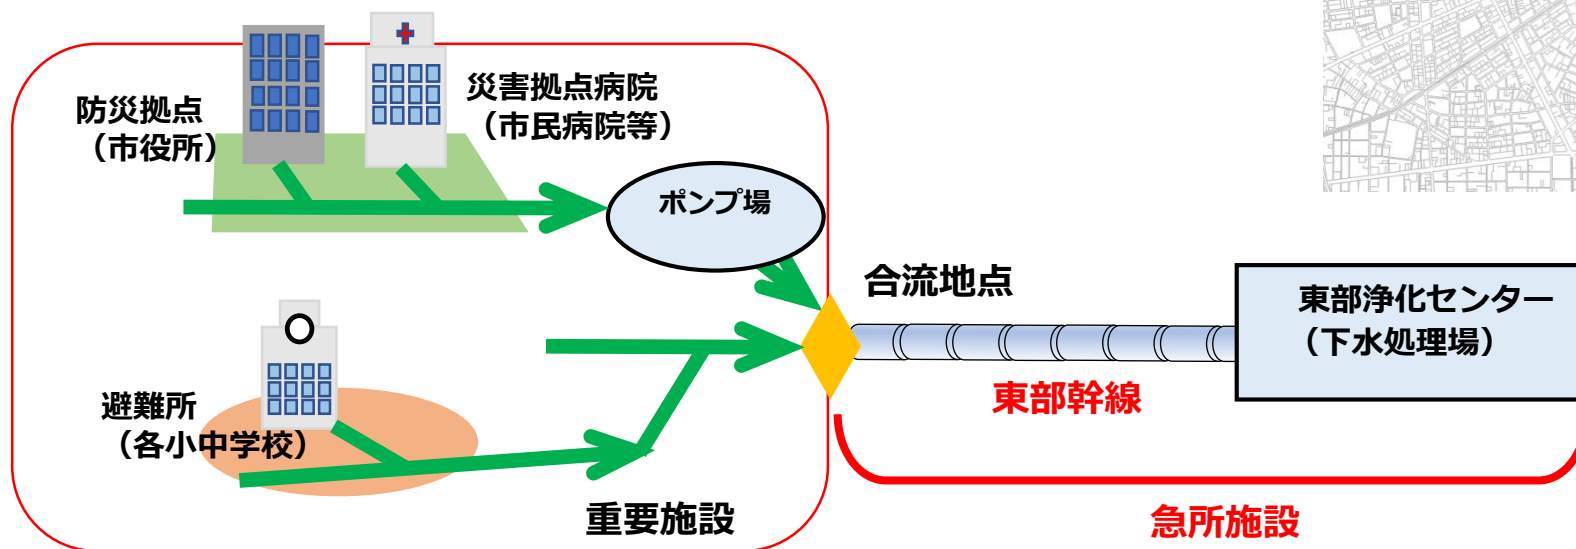 防災拠点
（市役所）
災害拠点病院
（市民病院等）
ポンプ場
合流地点
東部浄化センター
（下水処理場）
東部幹線
避難所
（各小中学校）
重要施設
急所施設